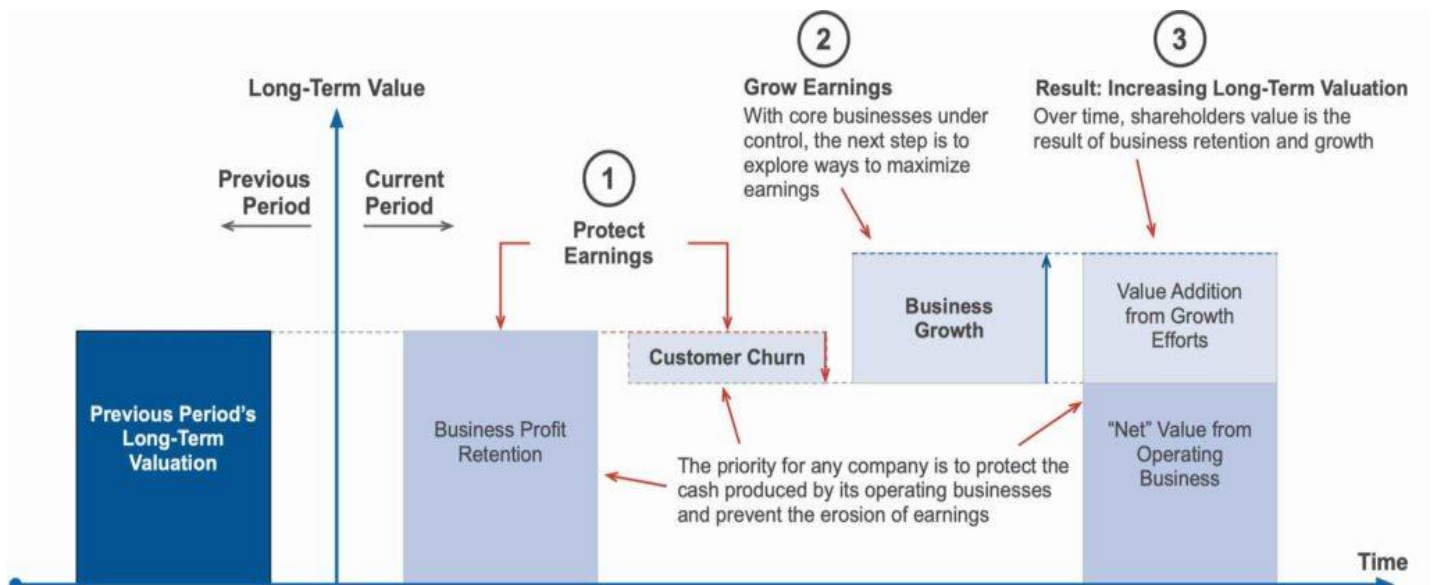 2
3
Grow Earnings
With core businesses under
control, the next step is to
explore ways to maximize
earnings
Result: Increasing Long-Term Valuation
Over time, shareholders value is the
result of business retention and growth
Long-Term Value
Previous
Period
Current
Period
1
Protect
Earnings
Previous Period’s
Long-Term
Valuation
Business Profit
Retention
Customer Churn
Business
Growth
Value Addition
from Growth
Efforts
The priority for any company is to protect the
cash produced by its operating businesses
and prevent the erosion of earnings
“Net” Value from
Operating
Business
Time